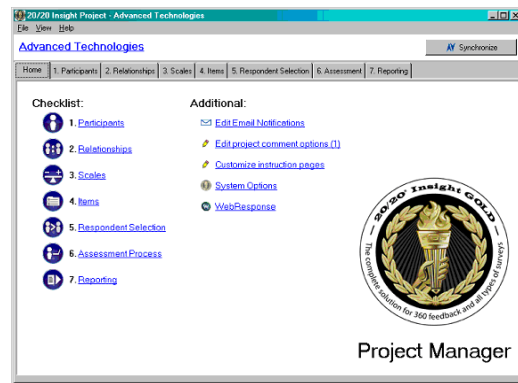 20/20 Insight Project - Advanced Technologies
File View Help
Advanced Technologies
Synchronize
Home 1. Participants 2. Relationships 3. Scales 4. Items 5. Respondent Selection 6. Assessment 7. Reporting
Checklist:
1. Participants
2. Relationships
3. Scales
4. Items
5. Respondent Selection
6. Assessment Process
7. Reporting
Additional:
Edit Email Notifications
Edit project comment options (1)
Customize instruction pages
System Options
WebResponse
20/20® Insight GOLD
The complete solution for 360 feedback and all types of surveys
Project Manager